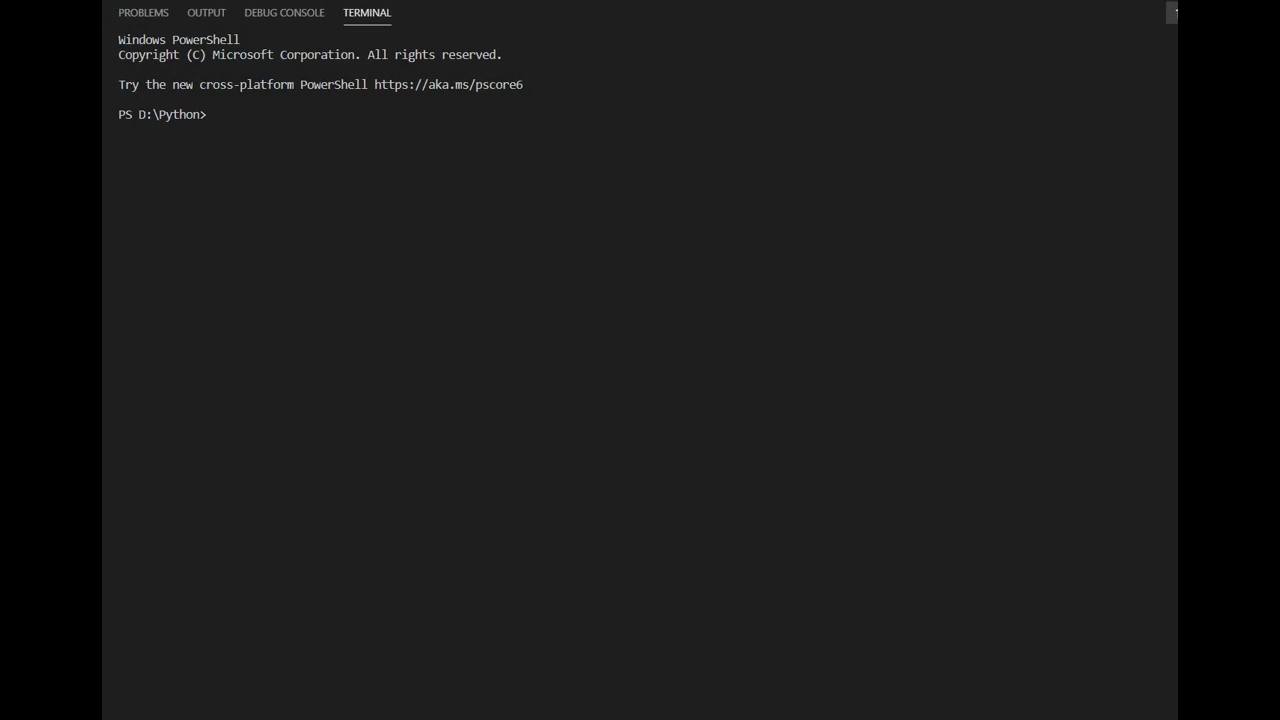 PROBLEMS OUTPUT DEBUG CONSOLE TERMINAL
Windows PowerShell
Copyright (C) Microsoft Corporation. All rights reserved.
Try the new cross-platform PowerShell https://aka.ms/pscore6
PS D:\Python>